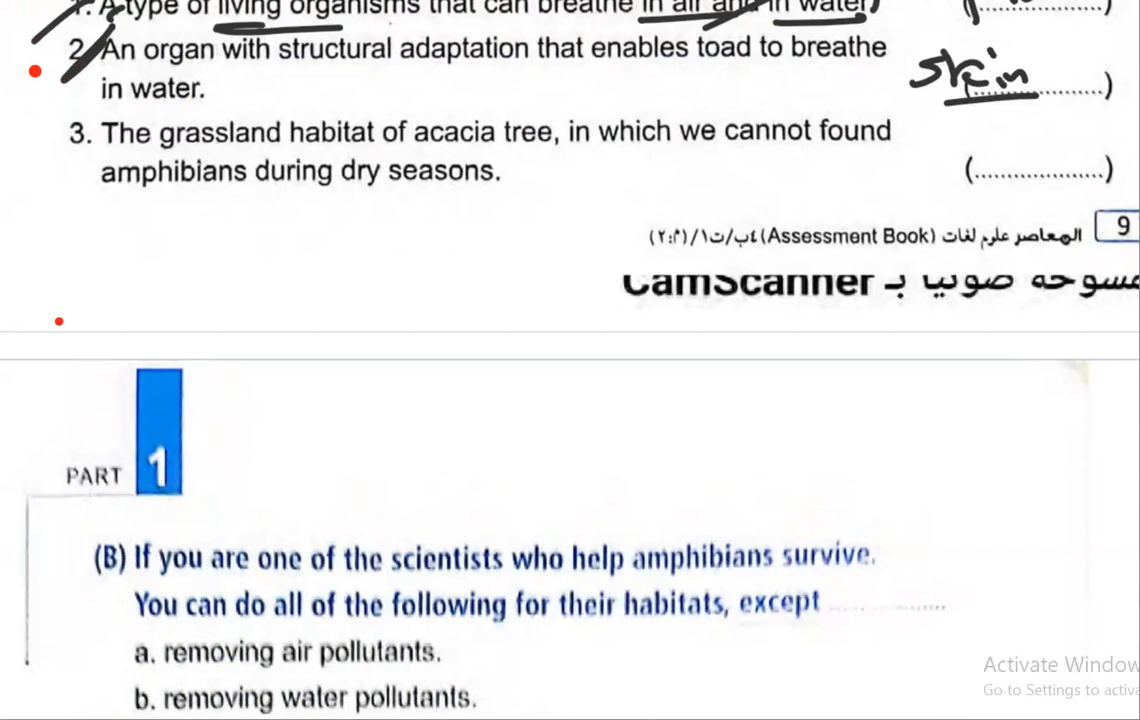 1. A type of living organisms that can breathe in air and in water) (....................)
2. An organ with structural adaptation that enables toad to breathe
in water. skin (....................)
3. The grassland habitat of acacia tree, in which we cannot found
amphibians during dry seasons. (....................)
المعاصر علوم لغات (Assessment Book) 9
CamScanner بـ صوئيا مسوحه
PART 1
(B) If you are one of the scientists who help amphibians survive.
You can do all of the following for their habitats, except ....................
a. removing air pollutants.
b. removing water pollutants.
Activate Window
Go to Settings to activa